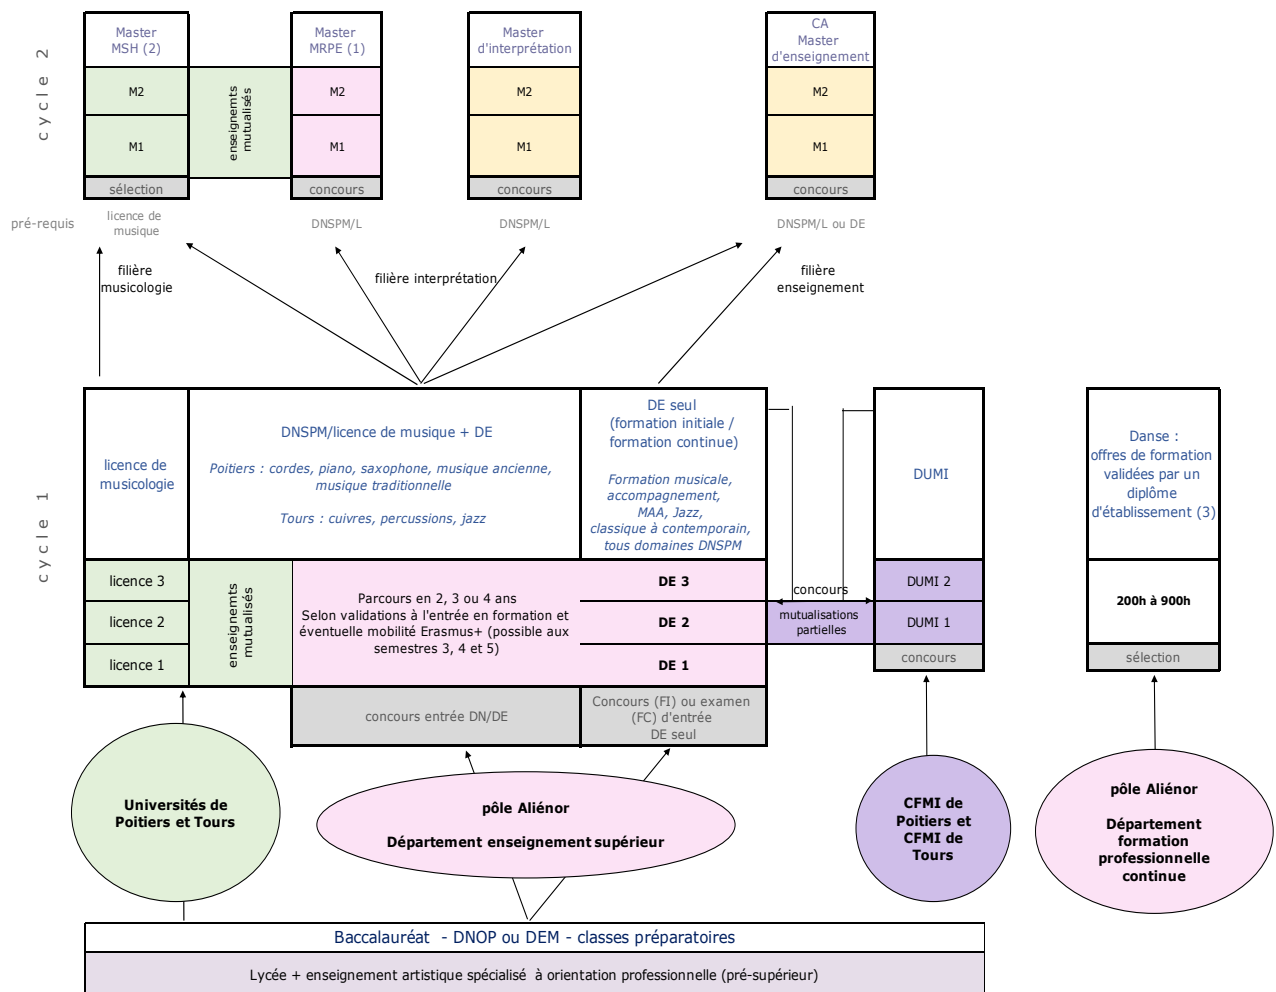 cycle 2
Master
MSH (2)
Master
MRPE (1)
Master
d'interprétation
CA
Master
d'enseignement
M2
enseignemts
mutualisés
M2
M2
M2
M1
M1
M1
M1
sélection
concours
concours
concours
pré-requis
licence de
musique
DNSPM/L
DNSPM/L
DNSPM/L ou DE
filière
musicologie
filière interprétation
filière
enseignement
cycle 1
licence de
musicologie
DNSPM/licence de musique + DE
Poitiers : cordes, piano, saxophone, musique ancienne,
musique traditionnelle
Tours : cuivres, percussions, jazz
DE seul
(formation initiale /
formation continue)
Formation musicale,
accompagnement,
MAA, Jazz,
classique à contemporain,
tous domaines DNSPM
DUMI
Danse :
offres de formation
validées par un
diplôme
d'établissement (3)
licence 3
licence 2
licence 1
enseignemts
mutualisés
Parcours en 2, 3 ou 4 ans
Selon validations à l'entrée en formation et
éventuelle mobilité Erasmus+ (possible aux
semestres 3, 4 et 5)
DE 3
DE 2
DE 1
concours
mutualisations
partielles
DUMI 2
DUMI 1
concours
200h à 900h
sélection
concours entrée DN/DE
Concours (FI) ou examen
(FC) d'entrée
DE seul
Universités de
Poitiers et Tours
pôle Aliénor
Département enseignement supérieur
CFMI de
Poitiers et
CFMI de
Tours
pôle Aliénor
Département
formation
professionnelle
continue
Baccalauréat - DNOP ou DEM - classes préparatoires
Lycée + enseignement artistique spécialisé à orientation professionnelle (pré-supérieur)